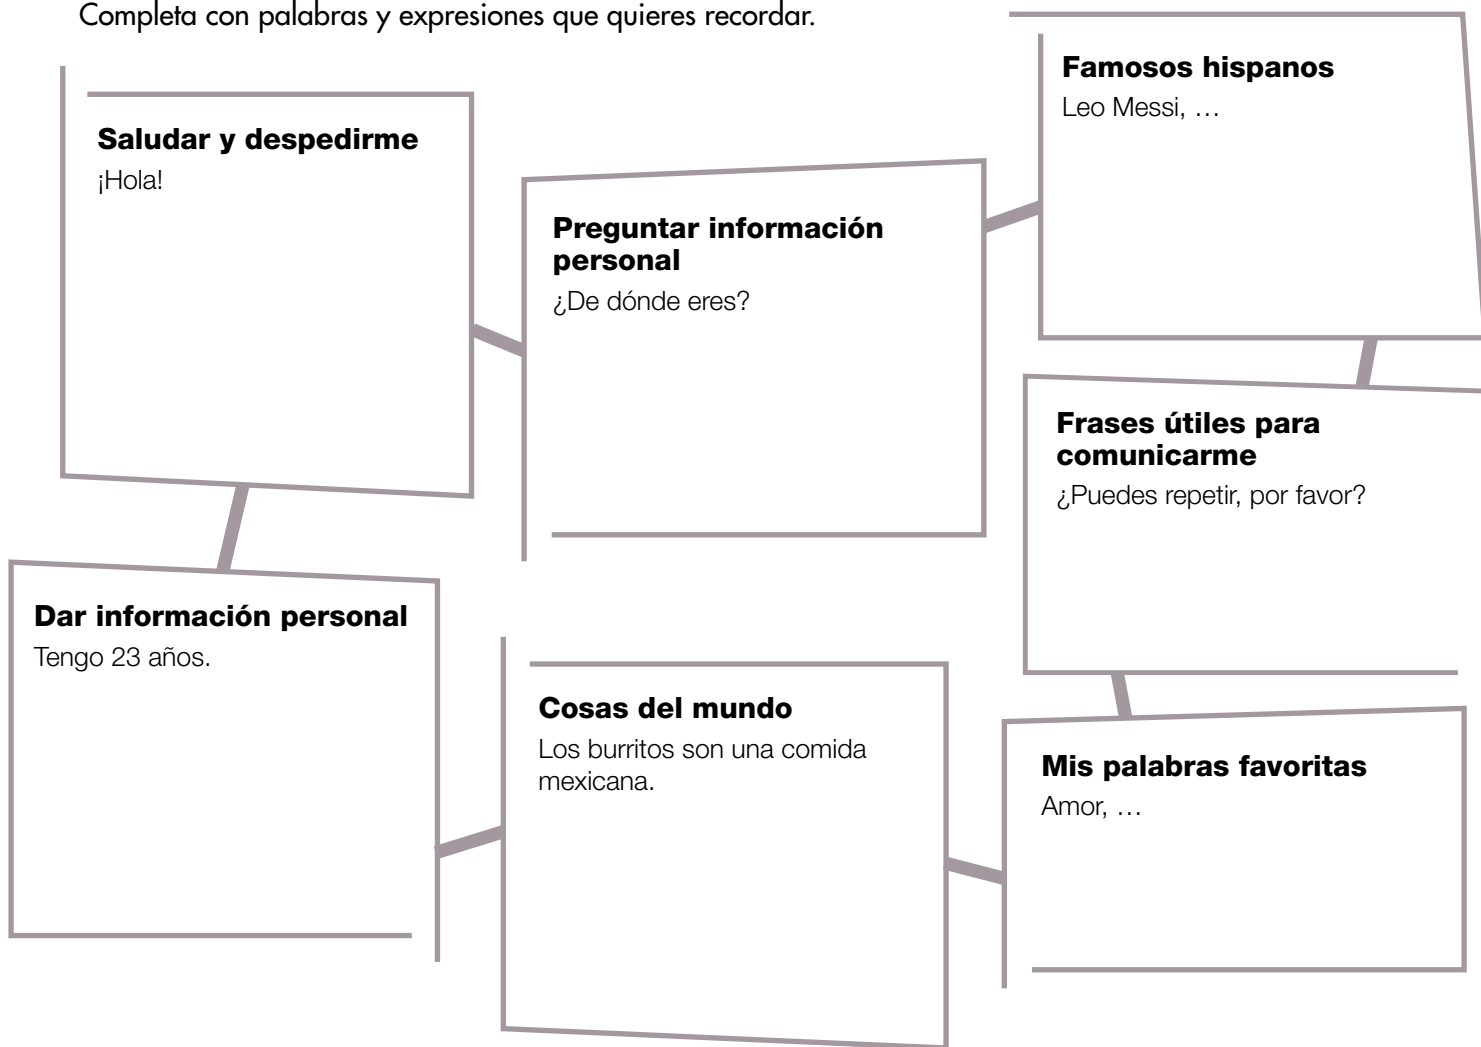 Completa con palabras y expresiones que quieres recordar.
Saludar y despedirme
¡Hola!
Preguntar información
personal
¿De dónde eres?
Famosos hispanos
Leo Messi, …
Frases útiles para
comunicarme
¿Puedes repetir, por favor?
Dar información personal
Tengo 23 años.
Cosas del mundo
Los burritos son una comida
mexicana.
Mis palabras favoritas
Amor, …